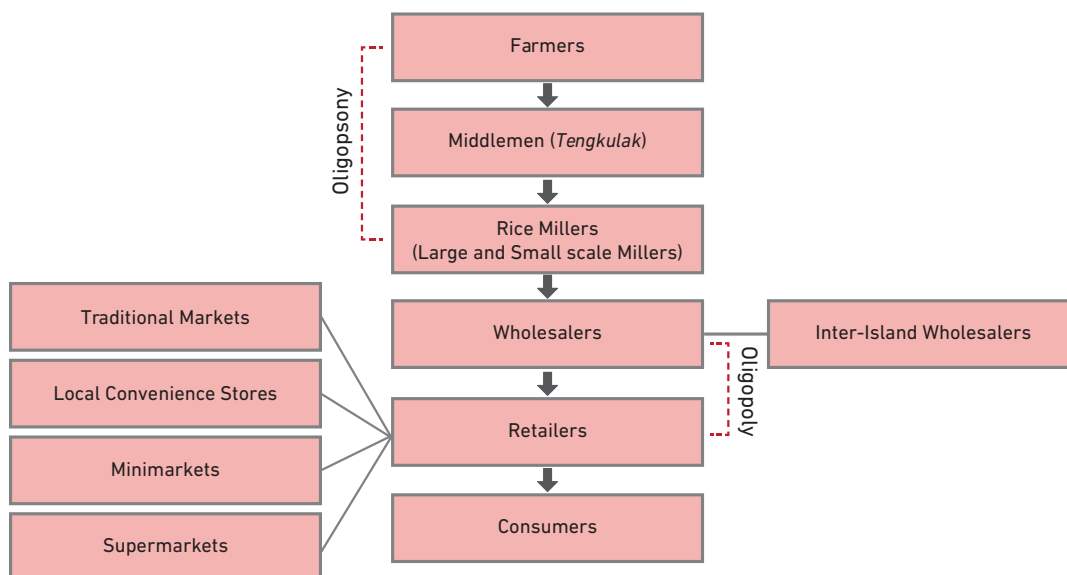 Farmers
Oligopsony
Middlemen (Tengkulak)
Rice Millers
(Large and Small scale Millers)
Traditional Markets
Wholesalers
Inter-Island Wholesalers
Oligopoly
Local Convenience Stores
Retailers
Minimarkets
Consumers
Supermarkets